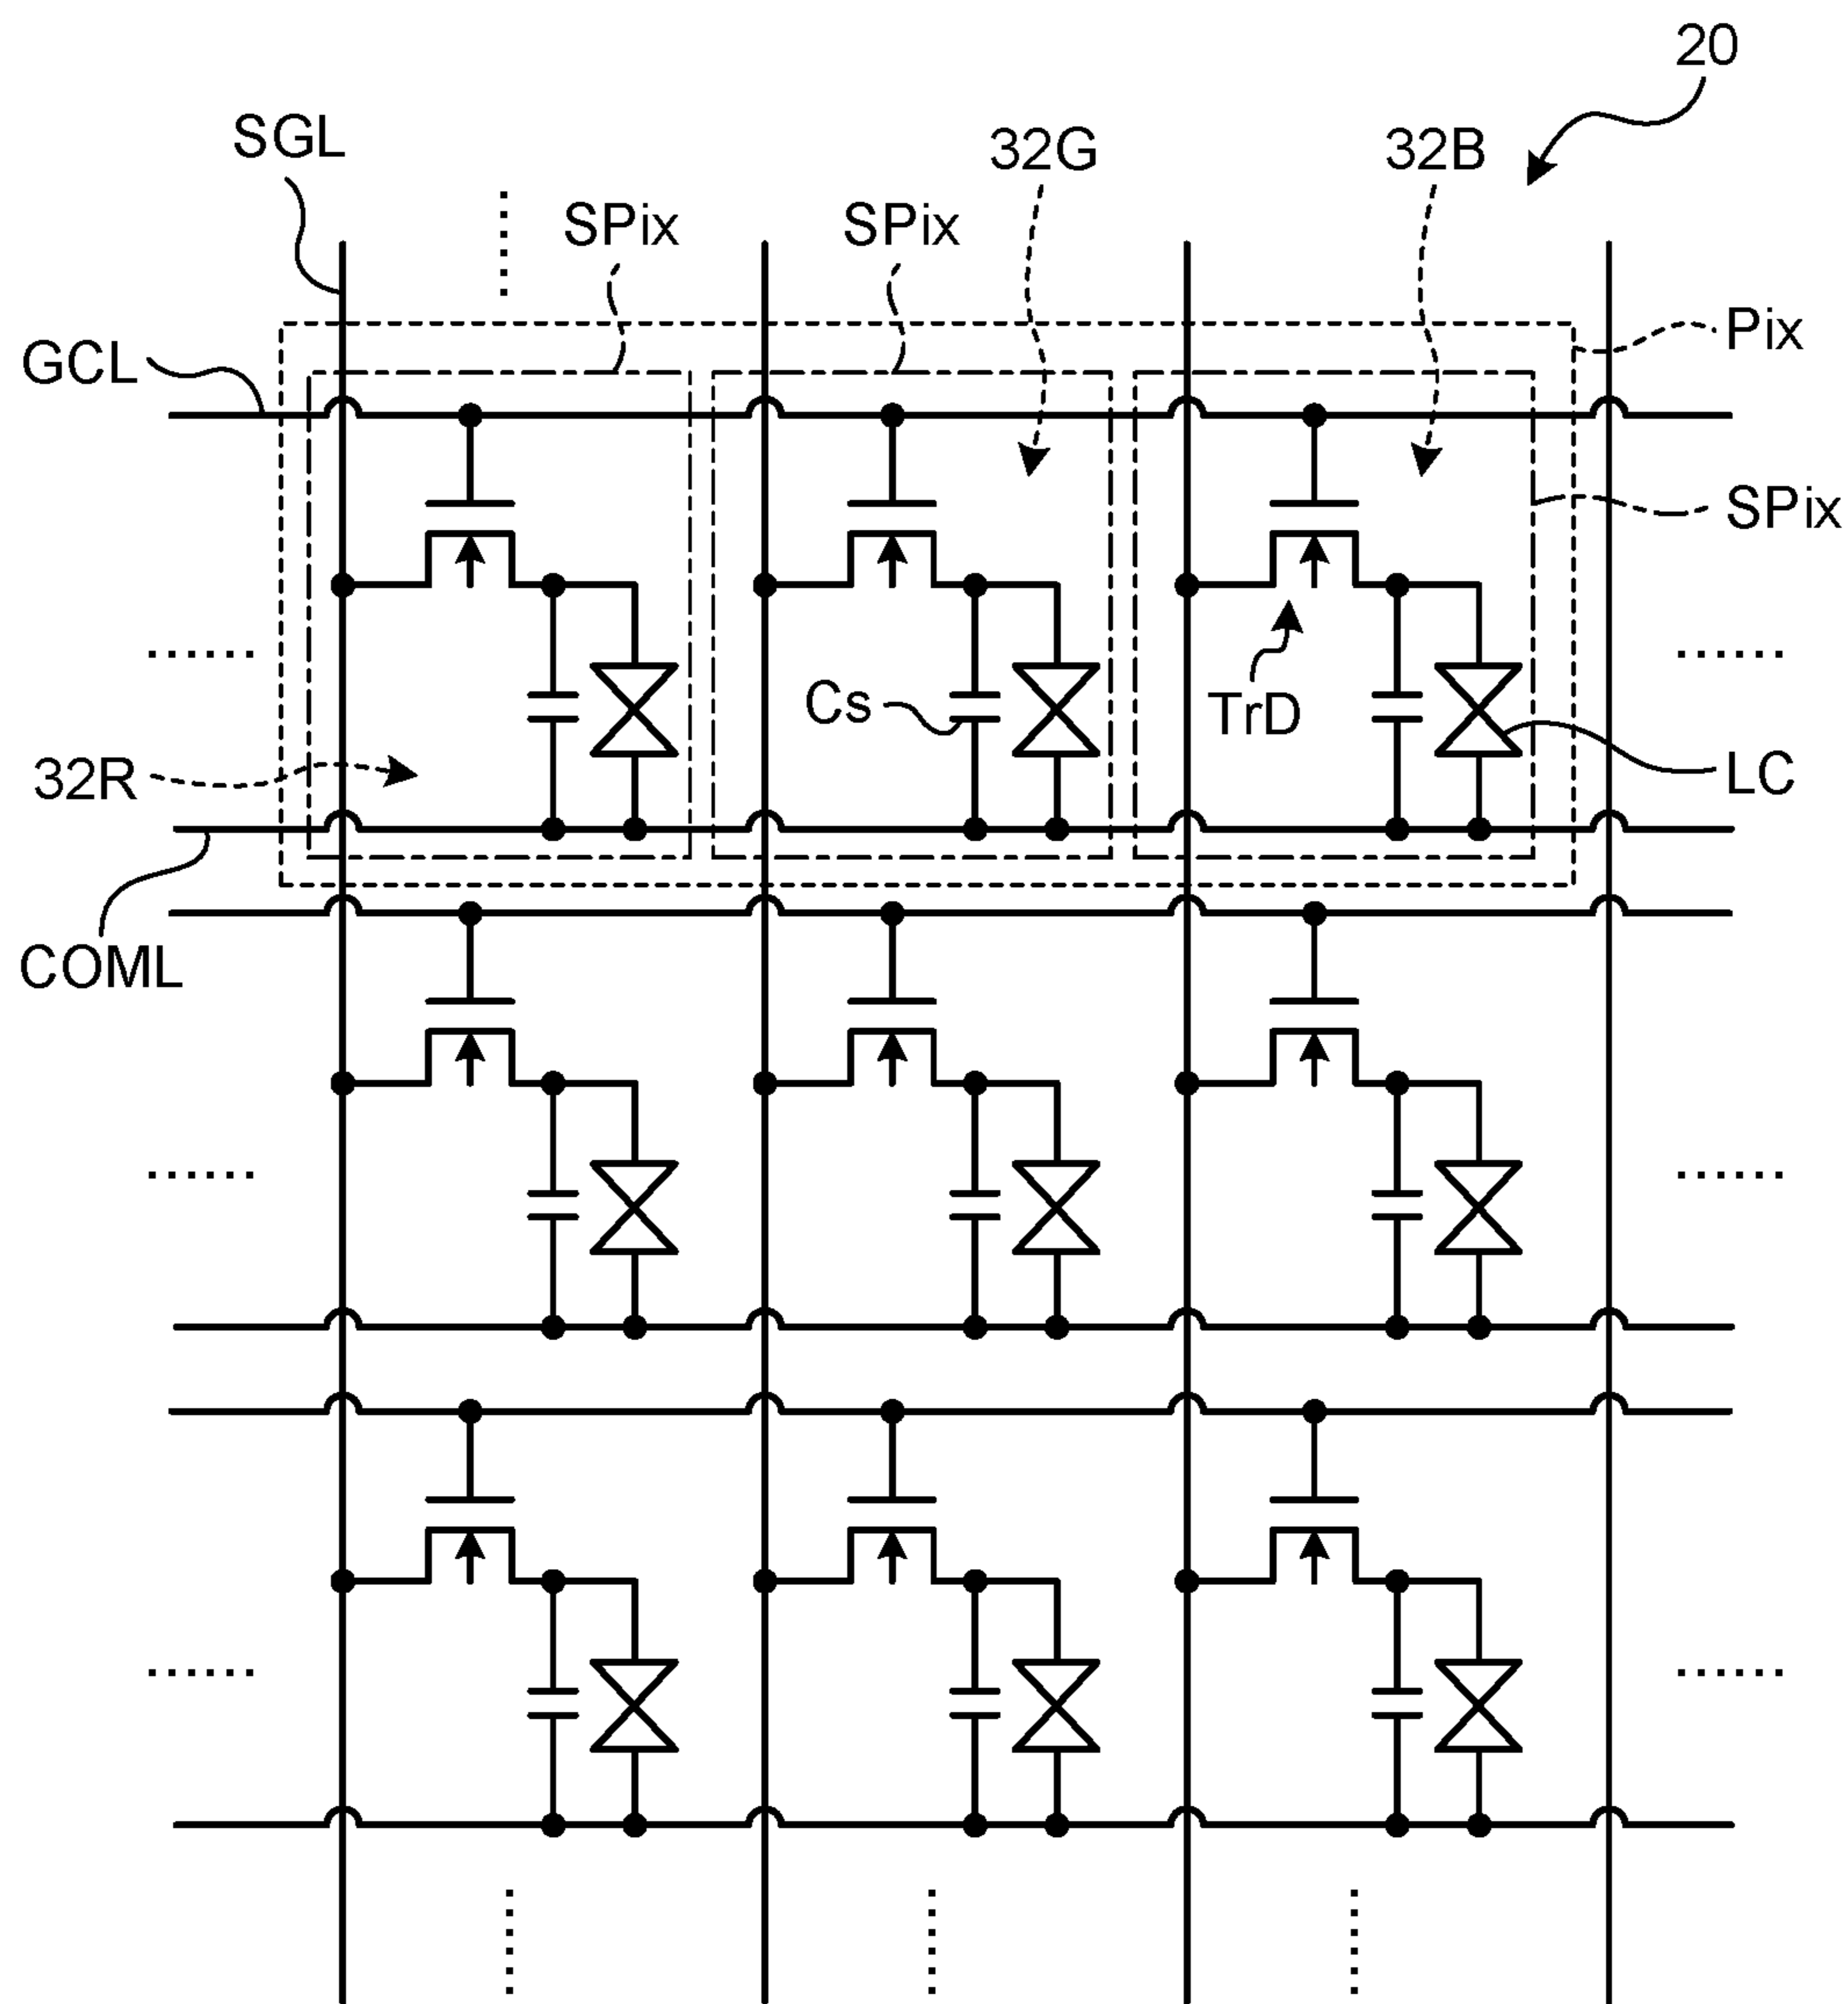 20
SGL
32G
32B
SPix
SPix
Pix
GCL
SPix
Cs
TrD
32R
LC
COML